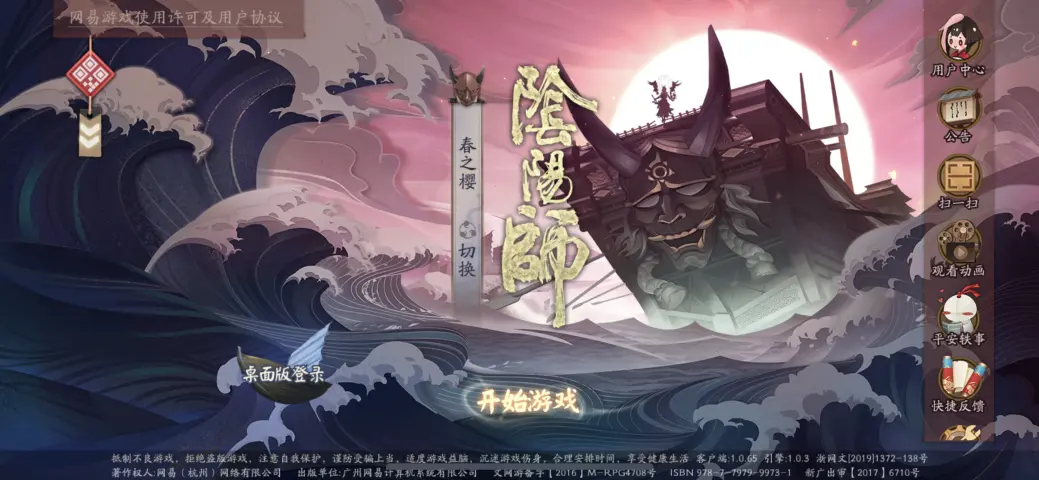 网易游戏使用许可及用户协议
陰陽師
春之樱
切换
用户中心
公告
扫一扫
观看动画
平安轶事
快捷反馈
桌面版登录
开始游戏
抵制不良游戏，拒绝盗版游戏，注意自我保护，谨防受骗上当，适度游戏益脑，沉迷游戏伤身，合理安排时间，享受健康生活 客户端:1.0.65 引擎:1.0.3 浙网文[2019]1372-138号
著作权人:网易（杭州）网络有限公司 出版单位:广州网易计算机系统有限公司 文网游备字【2016】M-RPG4708号 ISBN 978-7-7979-9973-1 新广出审【2017】6710号